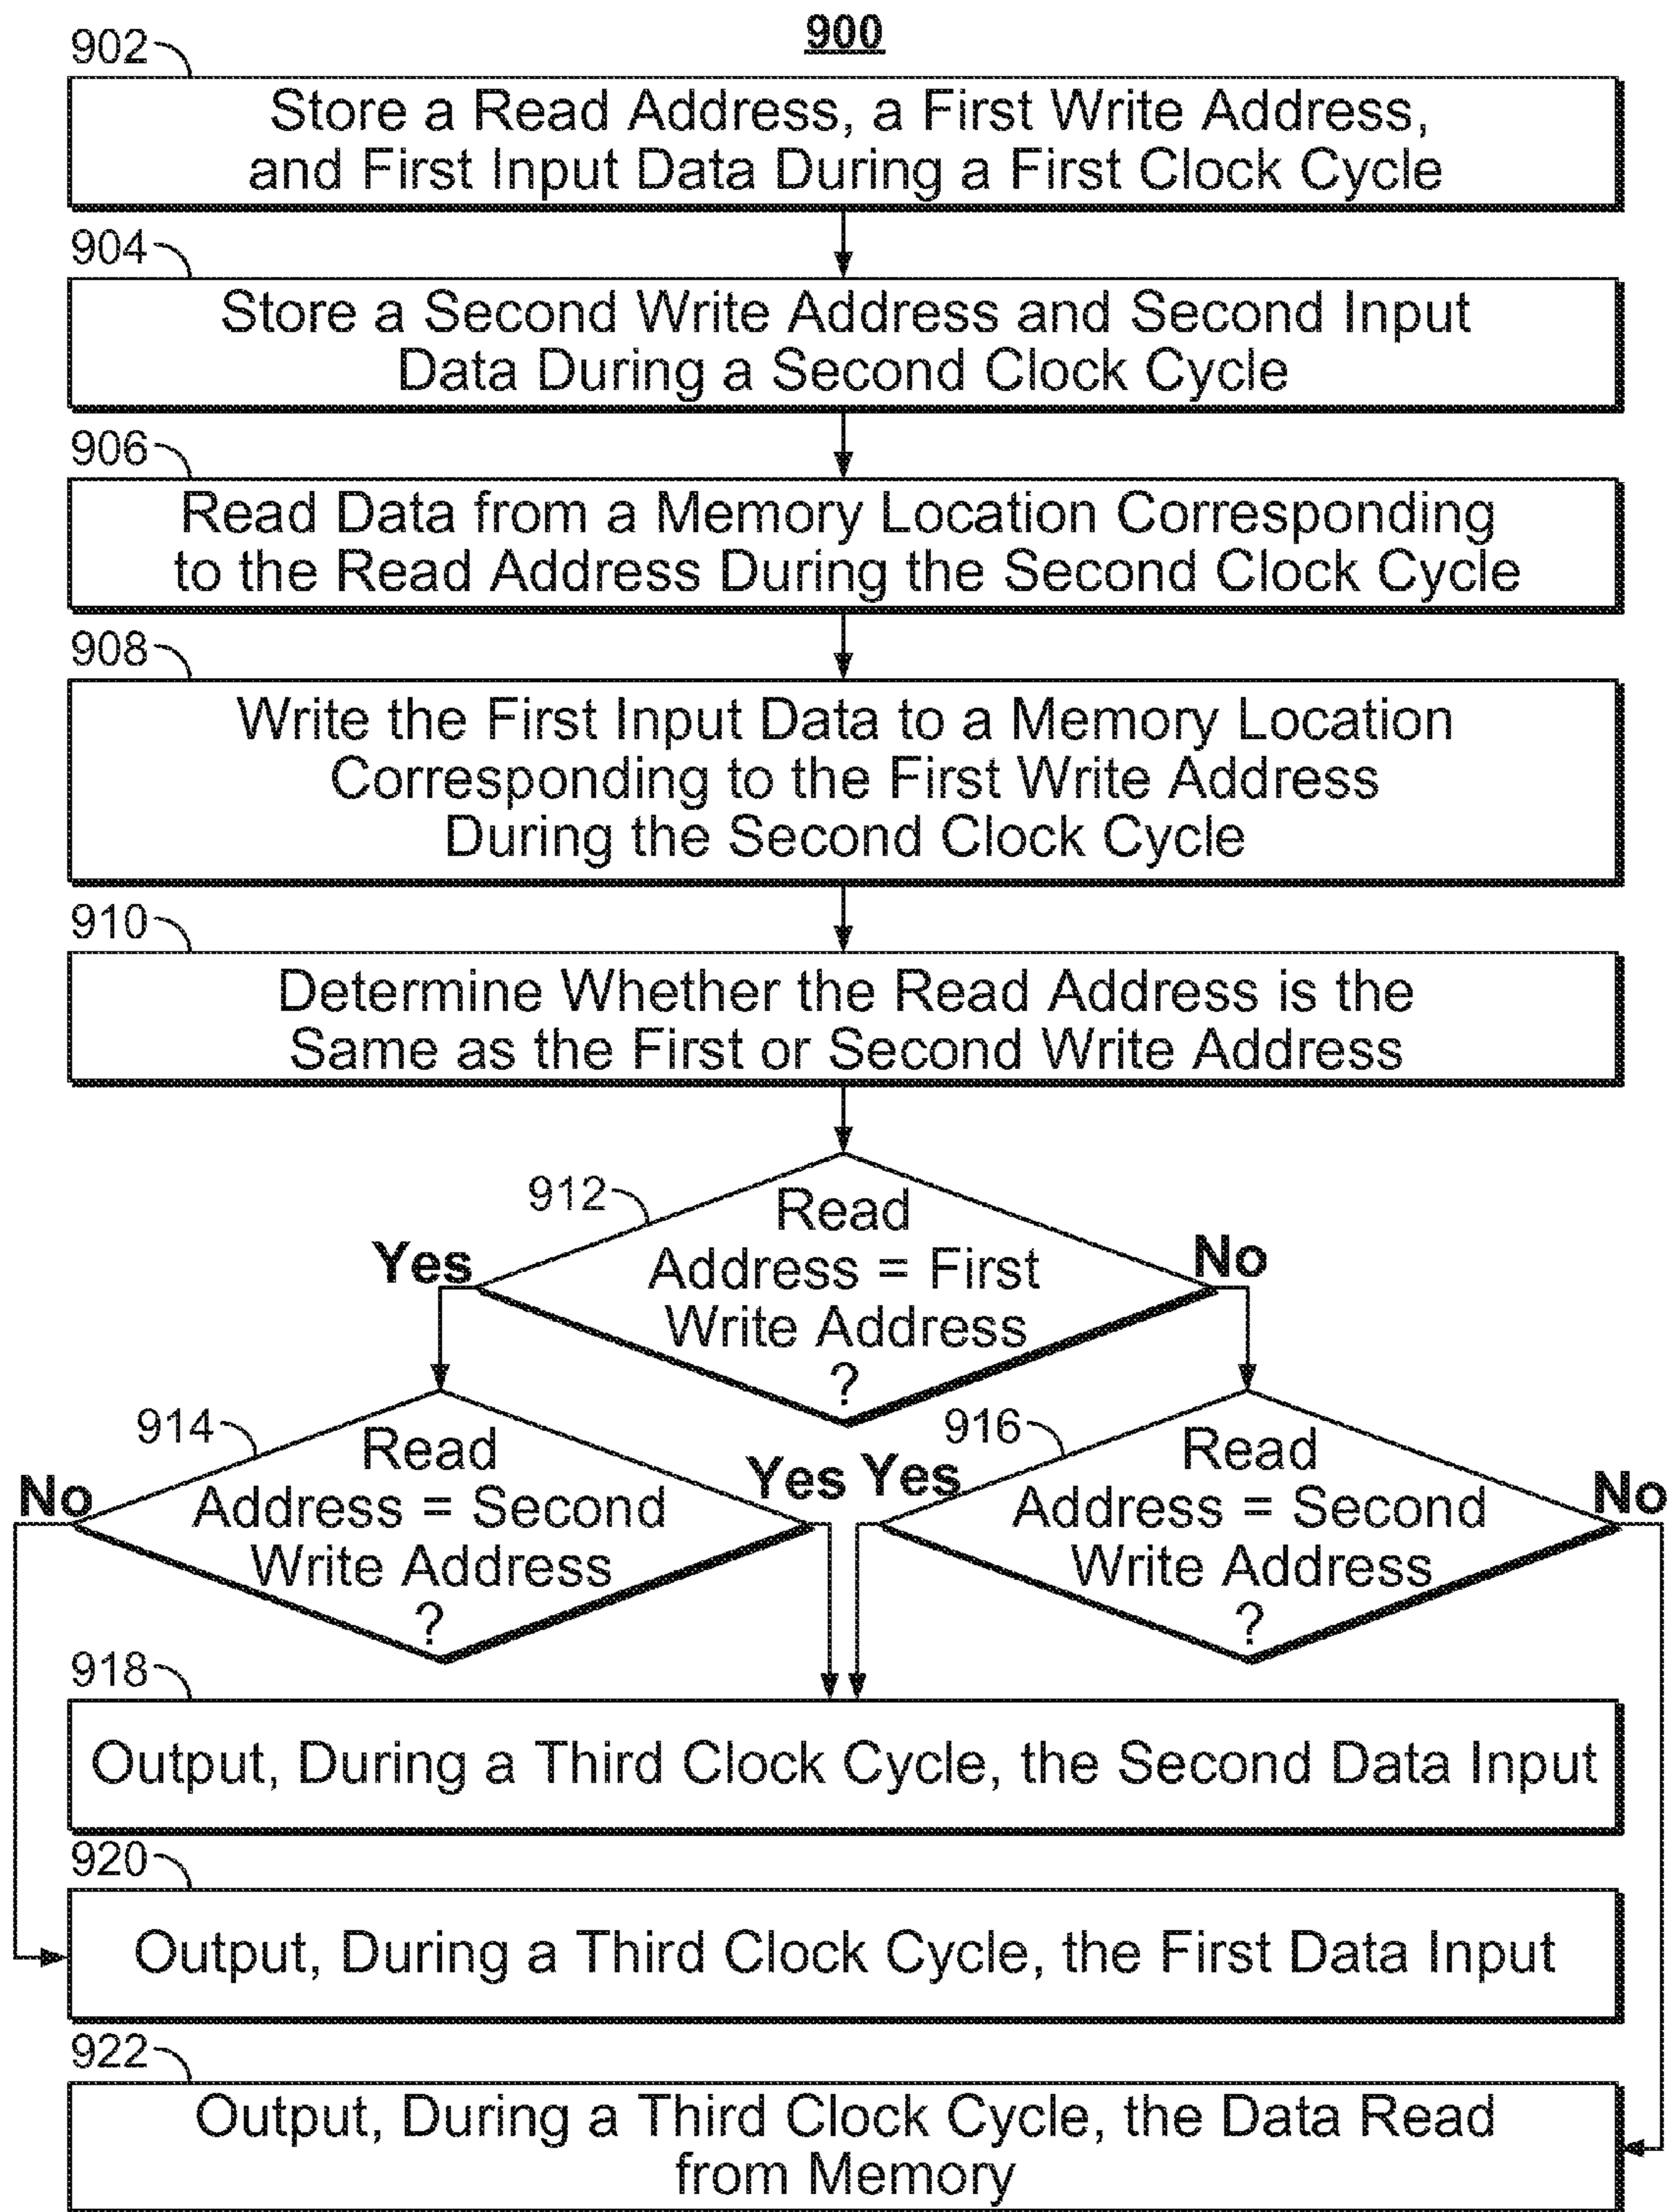 900
902
Store a Read Address, a First Write Address,
and First Input Data During a First Clock Cycle
904
Store a Second Write Address and Second Input
Data During a Second Clock Cycle
906
Read Data from a Memory Location Corresponding
to the Read Address During the Second Clock Cycle
908
Write the First Input Data to a Memory Location
Corresponding to the First Write Address
During the Second Clock Cycle
910
Determine Whether the Read Address is the
Same as the First or Second Write Address
912
Read
Address = First
Write Address
?
Yes
No
914
Read
Address = Second
Write Address
?
No
Yes
916
Read
Address = Second
Write Address
?
Yes
No
918
Output, During a Third Clock Cycle, the Second Data Input
920
Output, During a Third Clock Cycle, the First Data Input
922
Output, During a Third Clock Cycle, the Data Read
from Memory